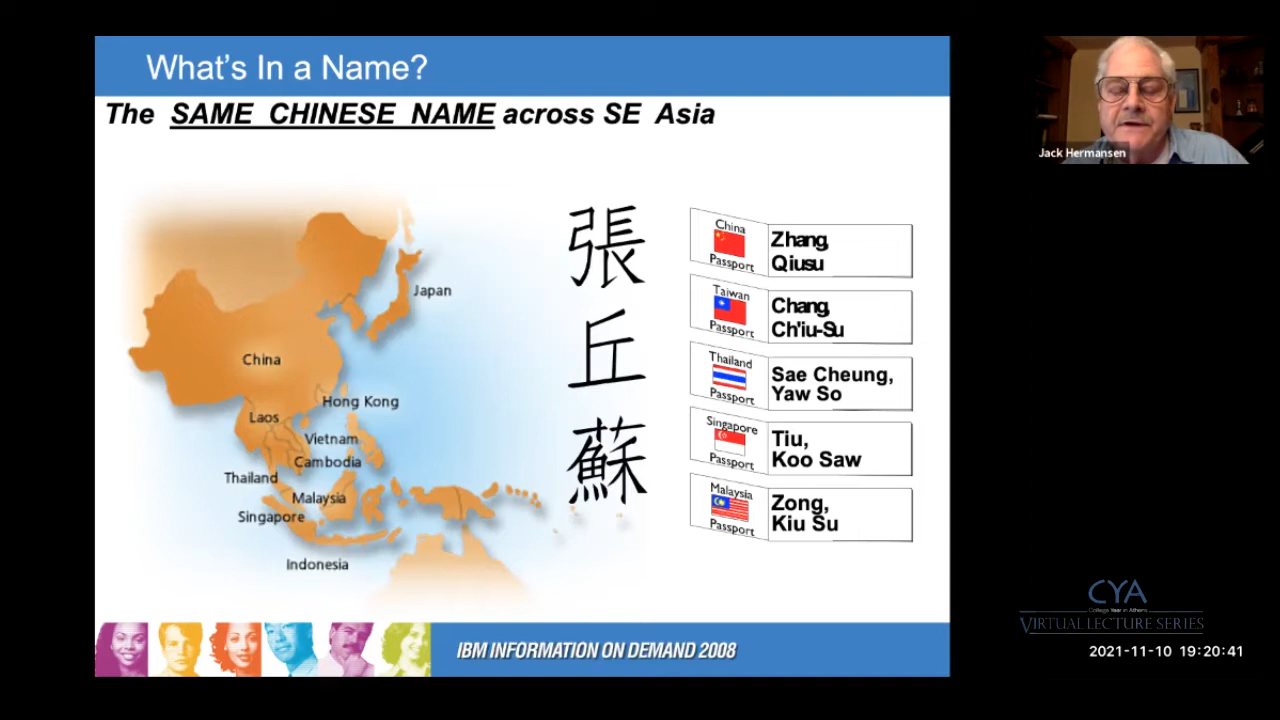 What's In a Name?
The SAME CHINESE NAME across SE Asia
Jack Hermansen
Japan
China
Hong Kong
Laos
Vietnam
Cambodia
Thailand
Malaysia
Singapore
Indonesia
張
丘
蘇
China
Passport
Zhang,
Qiusu
Taiwan
Passport
Chang,
Ch'iu-Su
Thailand
Passport
Sae Cheung,
Yaw So
Singapore
Passport
Tiu,
Koo Saw
Malaysia
Passport
Zong,
Kiu Su
IBM INFORMATION ON DEMAND 2008
CYA
College Year in Athens
VIRTUAL LECTURE SERIES
2021-11-10 19:20:41